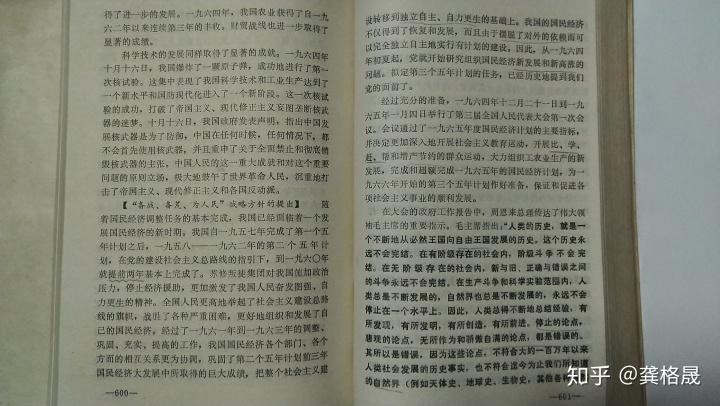 得了进一步的发展。一九六四年，我国农业获得了自一九
六二年以来连续第三年的丰收。财贸战线也进一步取得了
显著的成绩。
科学技术的发展同样取得了显著的成就。一九六四年
十月十六日，我国爆炸了一颗原子弹，成功地进行了第一
次核试验。这集中表现了我国科学技术和工业生产达到了
一个新水平和国防现代化进入了一个新阶段。这一次核试
验的成功，打破了帝国主义、现代修正主义妄图垄断核武
器的迷梦。十月十六日，我国政府发表声明，指出中国发
展核武器是为了防御，中国在任何时候，任何情况下，都
不会首先使用核武器，并且重申了关于全面禁止和彻底销
毁核武器的主张，中国人民的这一重大成就和对这个重要
问题的原则立场，极大地鼓午了世界革命人民，沉重地打
击了帝国主义、现代修正主义和各国反动派。
【“备战、备荒、为人民”战略方针的提出】 随
着国民经济调整任务的基本完成，我国已经面临着一个发
展国民经济的新时期。我国自一九五七年完成了第一个五
年计划之后，一九五八——一九六二年的第二个五年计
划，在党的建设社会主义总路线的指引下，到一九六〇年
就提前两年基本上完成了。苏修叛徒集团对我国施加政治
压力，停止经济援助，更加激发了我国人民奋发图强，自
力更生的精神。全国人民更高地举起了社会主义建设总路
线的旗帜，战胜了各种严重困难，更好地组织和发展了自
己的国民经济，经过了一九六一年到一九六三年的调整、
巩固、充实、提高的工作，我国国民经济各个部门、各个
方面的相互关系更为协调，巩固了第二个五年计划前三年
国民经济大发展中所取得的巨大成绩，把整个社会主义建
—600—
设转移到独立自主、自力更生的基础上。我国的国民经济
不仅得到了恢复和发展，而且由于摆脱了对外的依赖而可
以完全独立自主地实行有计划的建设，因此，从一九六四
年初夏起，党就开始研究组织国民经济发展和新高涨的
问题。拟定第三个五年计划的任务，已经历史地提到我们
党的面前了。
经过充分的准备，一九六四年十二月二十一日到一九
六五年一月四日举行了第三届全国人民代表大会第一次会
议。会议通过了一九六五年度国民经济计划的主要指标，
并决定更加深入地开展社会主义教育运动，开展比、学、
赶、帮和增产节约的群众运动，大力组织工农业生产的新
发展，完成和超额完成一九六五年的国民经济计划，为一
九六六年开始的第三个五年计划作好准备，保证和促进各
项社会主义事业的顺利发展。
在大会的政府工作报告中，周恩来总理传达了伟大领
袖毛主席的重要指示。毛主席指出：“人类的历史，就是一
个不断地从必然王国向自由王国发展的历史。这个历史永
远不会完结。在有阶级存在的社会内，阶级斗争不会完
结。在无阶级存在的社会内，新与旧、正确与错误之间
的斗争永远不会完结。在生产斗争和科学实验范围内，人
类总是不断发展的，自然界也总是不断发展的，永远不会
停止在一个水平上。因此，人类总得不断地总结经验，有
所发现，有所发明，有所创造，有所前进。停止的论点，
悲观的论点，无所作为和骄傲自满的论点，都是错误的。
其所以是错误，因为这些论点，不符合大约一百万年以来
人类社会发展的历史事实，也不符合迄今为止我们所知道
的自然界（例如天体史、地球史、生物史，其他各
601—
知乎 @龚格晟